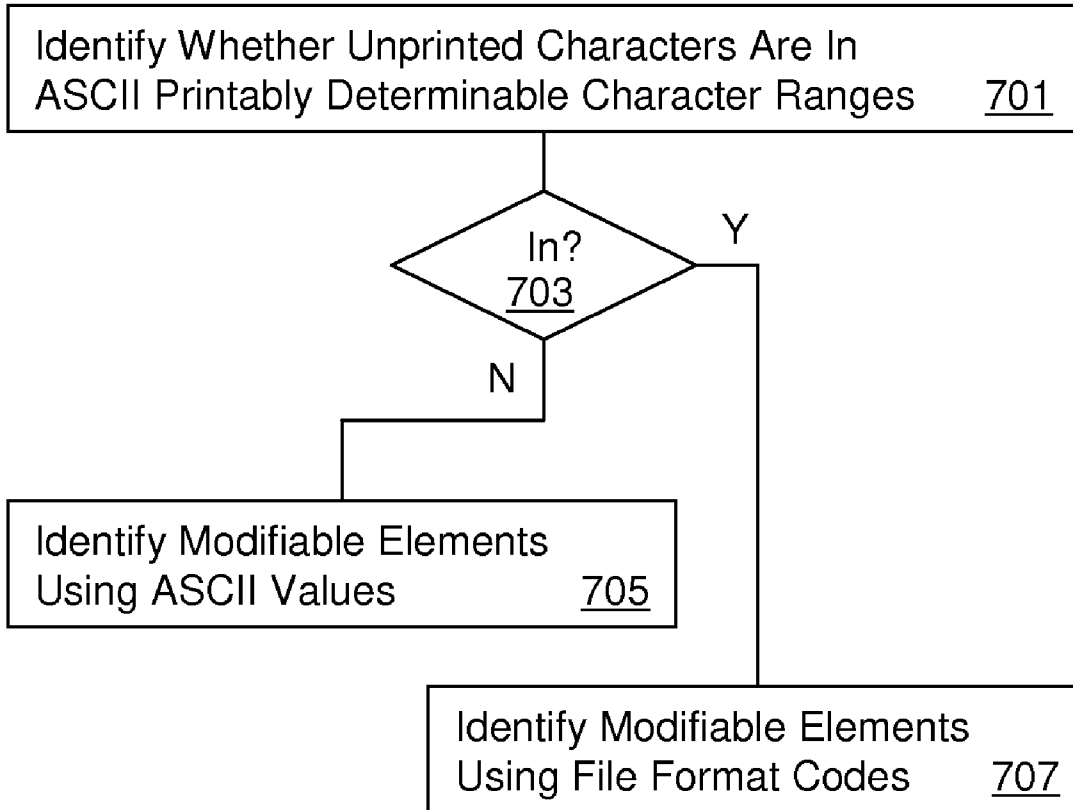 Identify Whether Unprinted Characters Are In
ASCII Printably Determinable Character Ranges 701
In?
703
Y
N
Identify Modifiable Elements
Using ASCII Values 705
Identify Modifiable Elements
Using File Format Codes 707